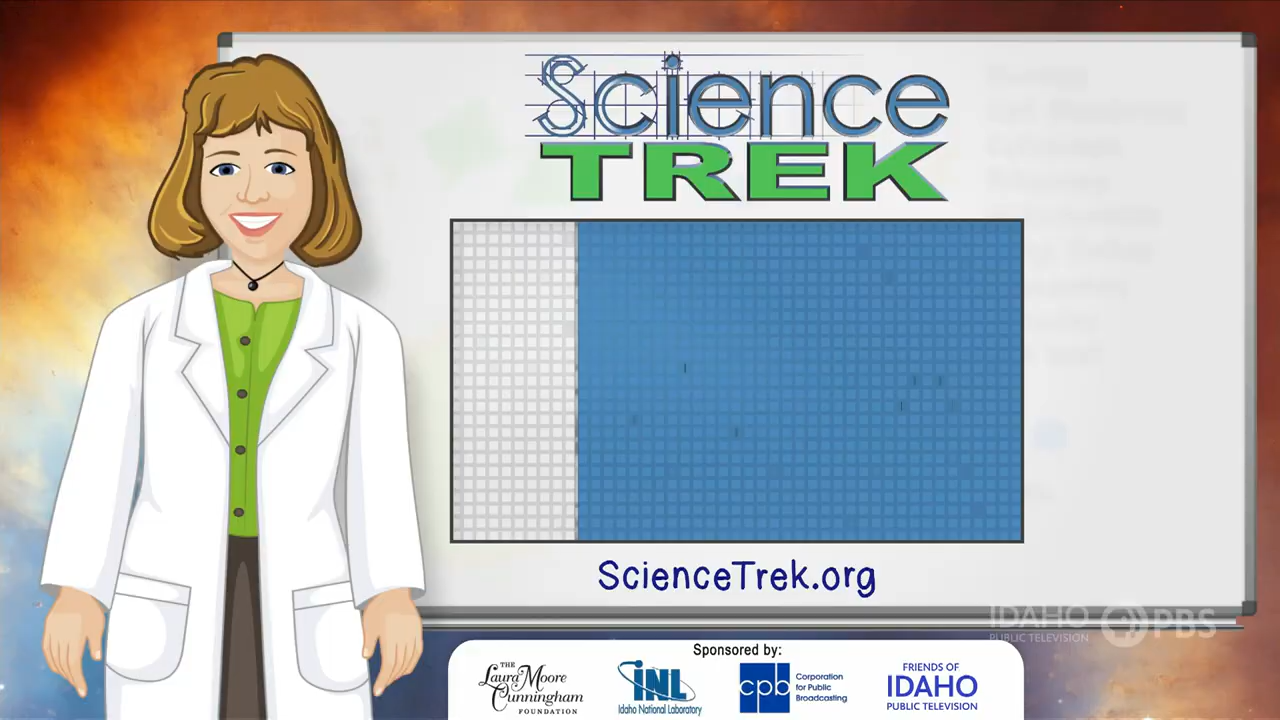 Science
TREK
ScienceTrek.org
IDAHO
PUBLIC TELEVISION
PBS
Sponsored by:
THE
Laura Moore
Cunningham
FOUNDATION
INL
Idaho National Laboratory
cpb
Corporation
for Public
Broadcasting
FRIENDS OF
IDAHO
PUBLIC TELEVISION